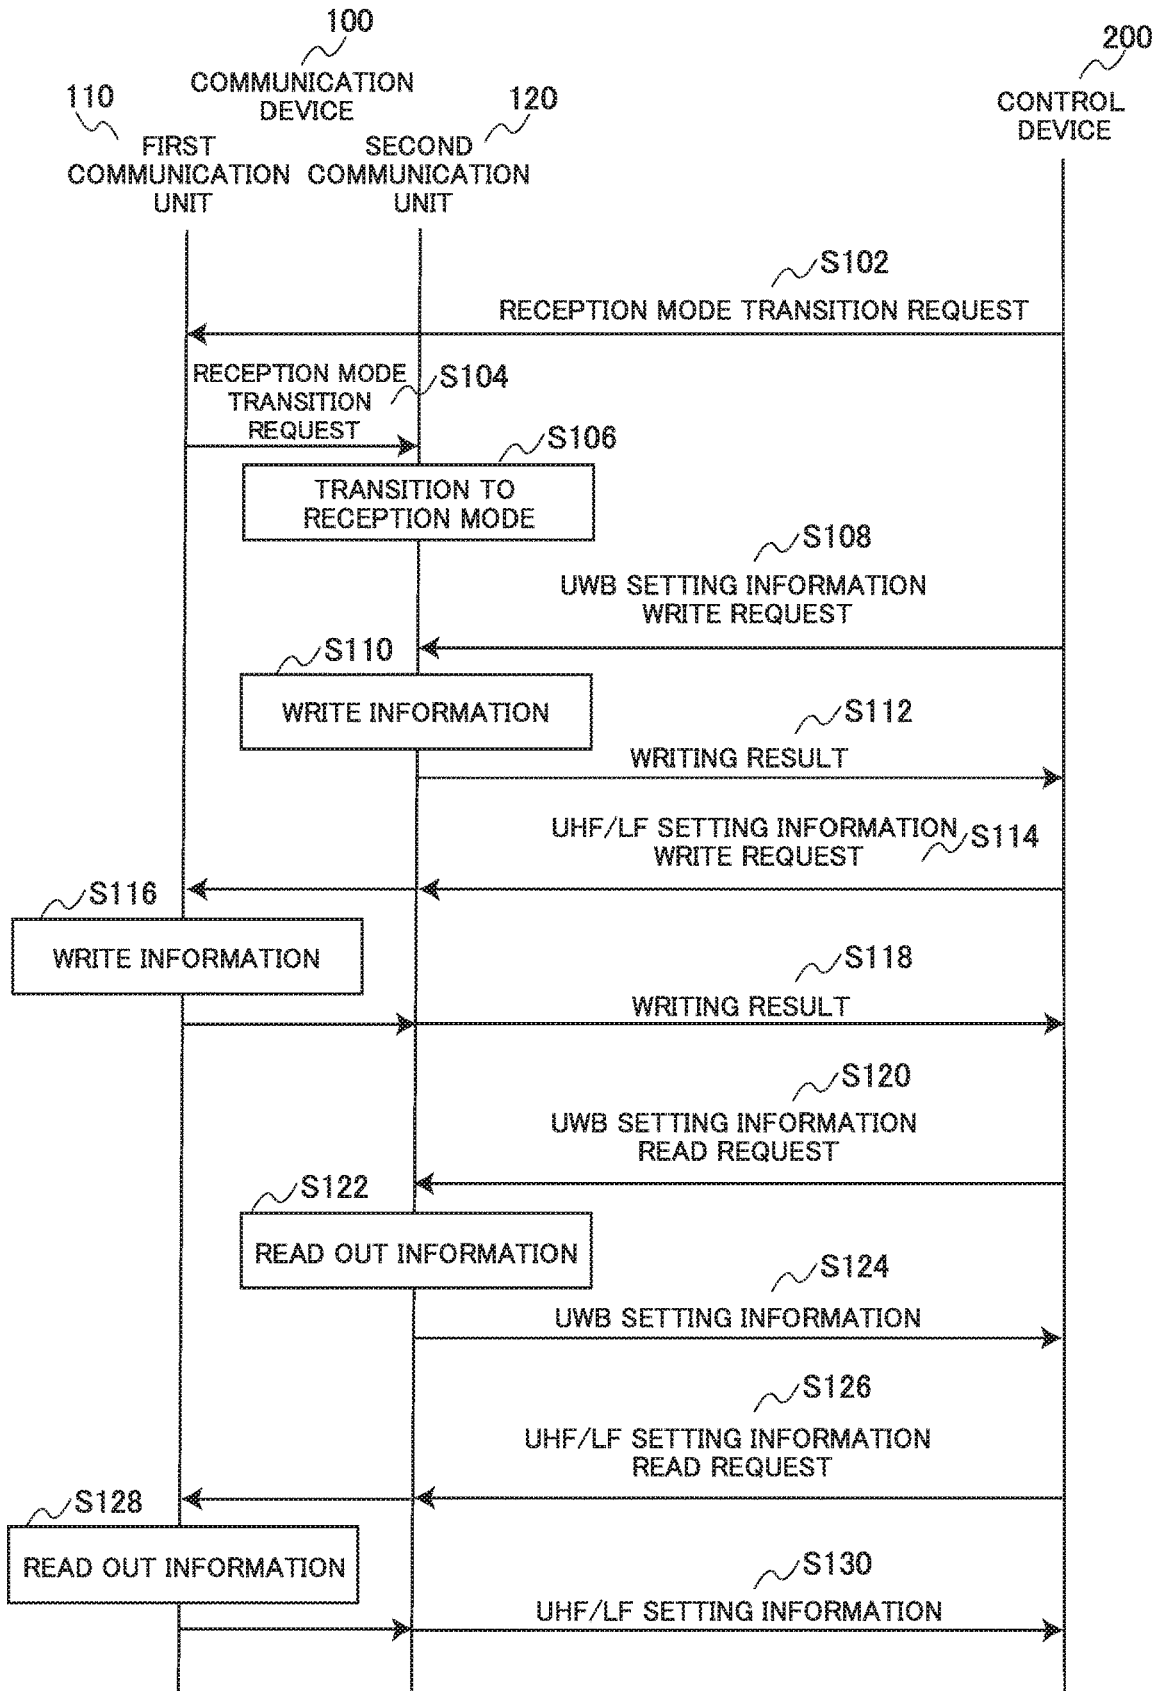 100
COMMUNICATION
DEVICE
200
CONTROL
DEVICE
110
FIRST
COMMUNICATION
UNIT
120
SECOND
COMMUNICATION
UNIT
S102
RECEPTION MODE TRANSITION REQUEST
RECEPTION MODE
TRANSITION
REQUEST
S104
S106
TRANSITION TO
RECEPTION MODE
S108
UWB SETTING INFORMATION
WRITE REQUEST
S110
WRITE INFORMATION
S112
WRITING RESULT
UHF/LF SETTING INFORMATION
WRITE REQUEST
S114
S116
WRITE INFORMATION
S118
WRITING RESULT
S120
UWB SETTING INFORMATION
READ REQUEST
S122
READ OUT INFORMATION
S124
UWB SETTING INFORMATION
S126
UHF/LF SETTING INFORMATION
READ REQUEST
S128
READ OUT INFORMATION
S130
UHF/LF SETTING INFORMATION